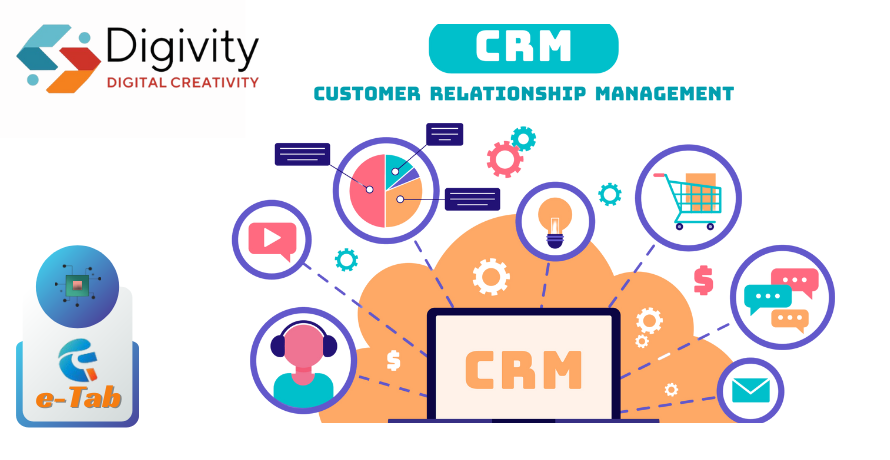 Digivity
DIGITAL CREATIVITY
CRM
CUSTOMER RELATIONSHIP MANAGEMENT
$
$
CRM
e-Tab